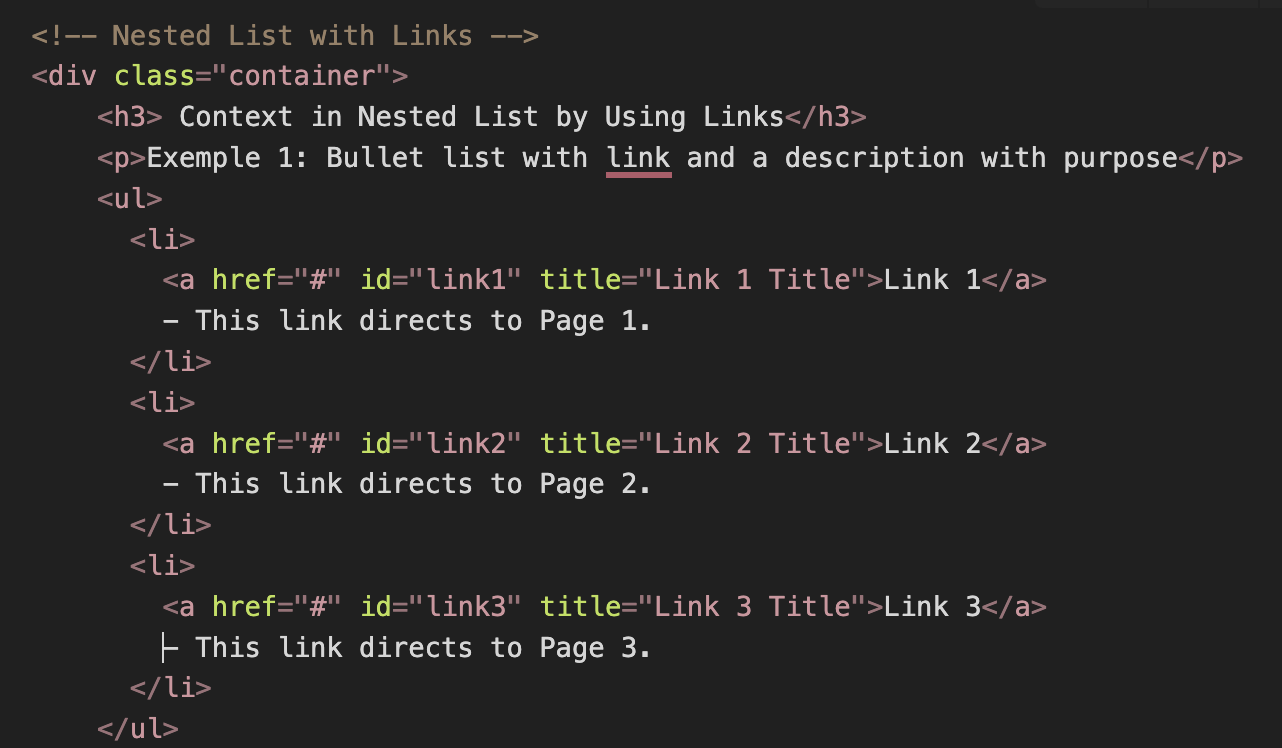 <!-- Nested List with Links -->
<div class="container">
<h3> Context in Nested List by Using Links</h3>
<p>Exemple 1: Bullet list with link and a description with purpose</p>
<ul>
<li>
<a href="#" id="link1" title="Link 1 Title">Link 1</a>
- This link directs to Page 1.
</li>
<li>
<a href="#" id="link2" title="Link 2 Title">Link 2</a>
- This link directs to Page 2.
</li>
<li>
<a href="#" id="link3" title="Link 3 Title">Link 3</a>
- This link directs to Page 3.
</li>
</ul>